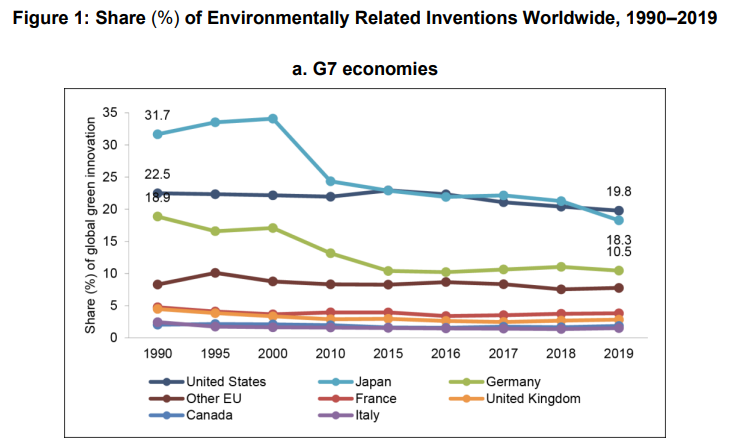 Figure 1: Share (%) of Environmentally Related Inventions Worldwide, 1990–2019
a. G7 economies
Share (%) of global green innovation
35
30
25
20
15
10
5
0
31.7
22.5
18.9
19.8
18.3
10.5
1990 1995 2000 2010 2015 2016 2017 2018 2019
United States Japan Germany
Other EU France United Kingdom
Canada Italy